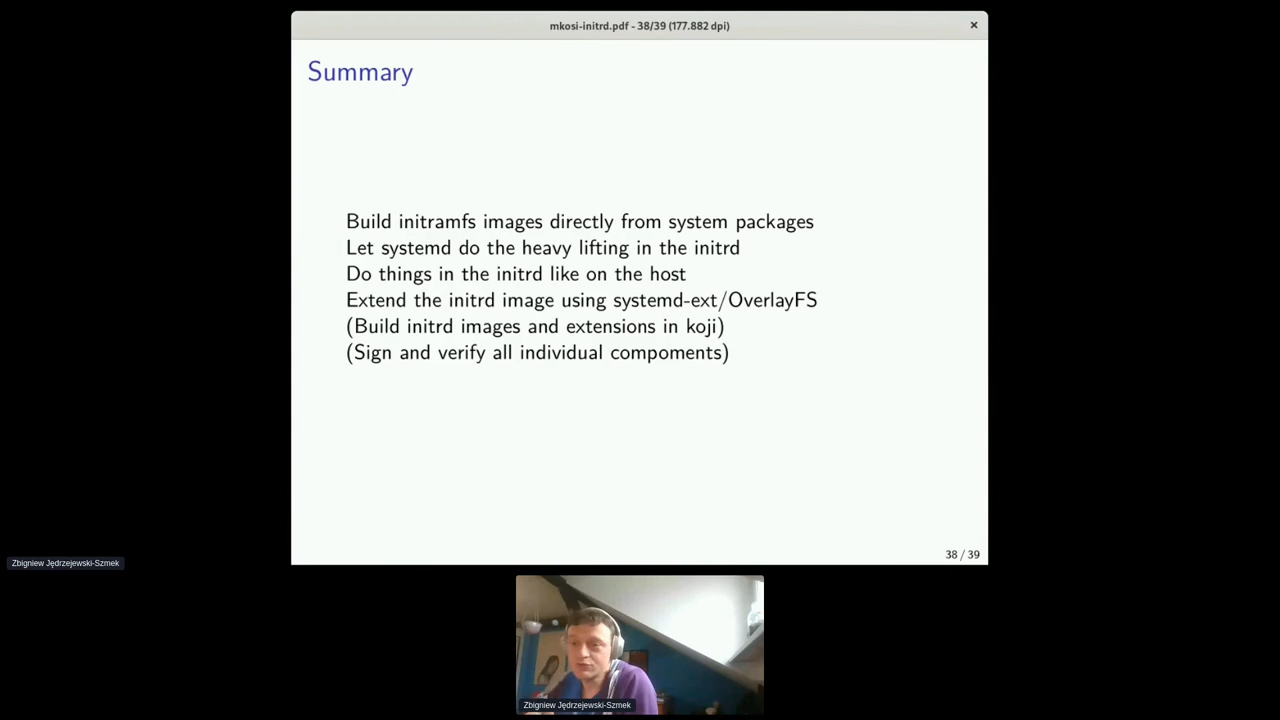 mkosi-initrd.pdf - 38/39 (177.882 dpi)
Summary
Build initramfs images directly from system packages
Let systemd do the heavy lifting in the initrd
Do things in the initrd like on the host
Extend the initrd image using systemd-ext/OverlayFS
(Build initrd images and extensions in koji)
(Sign and verify all individual compoments)
38 / 39
Zbigniew Jędrzejewski-Szmek
Zbigniew Jędrzejewski-Szmek